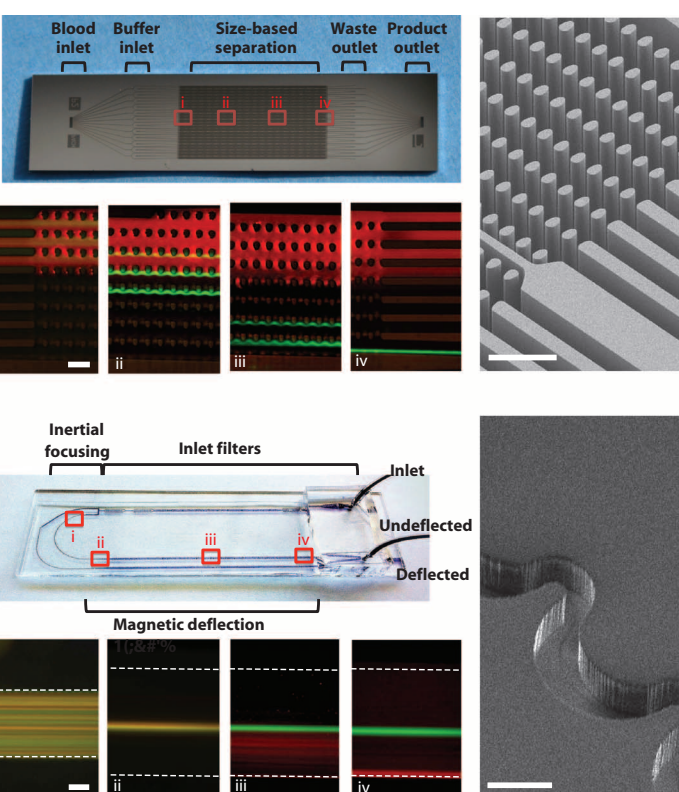 Blood Buffer Size-based Waste Product
inlet inlet separation outlet outlet
i ii iii iv
ii iii iv
Inertial
focusing
Inlet filters
Inlet
Undeflected
Deflected
i ii iii iv
Magnetic deflection
1(;&#'%
ii iii iv